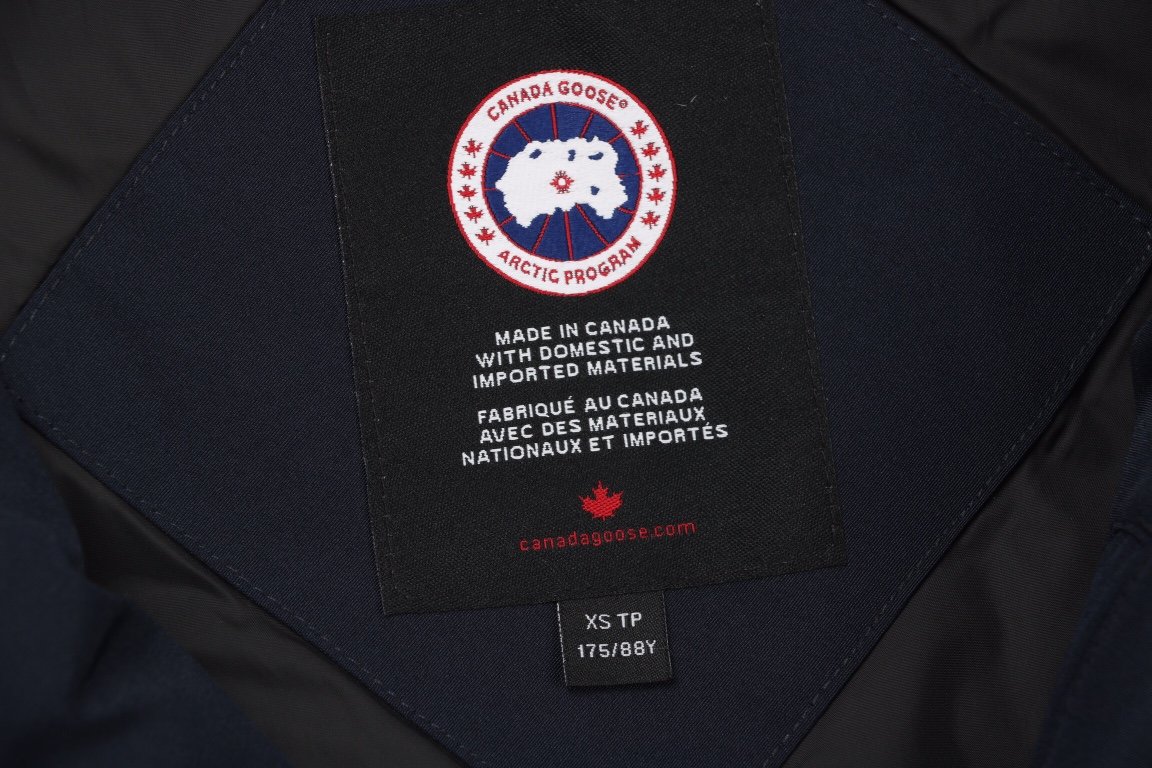 CANADA GOOSE®
ARCTIC PROGRAM
MADE IN CANADA
WITH DOMESTIC AND
IMPORTED MATERIALS
FABRIQUÉ AU CANADA
AVEC DES MATERIAUX
NATIONAUX ET IMPORTÉS
canadagoose.com
XS TP
175/88Y